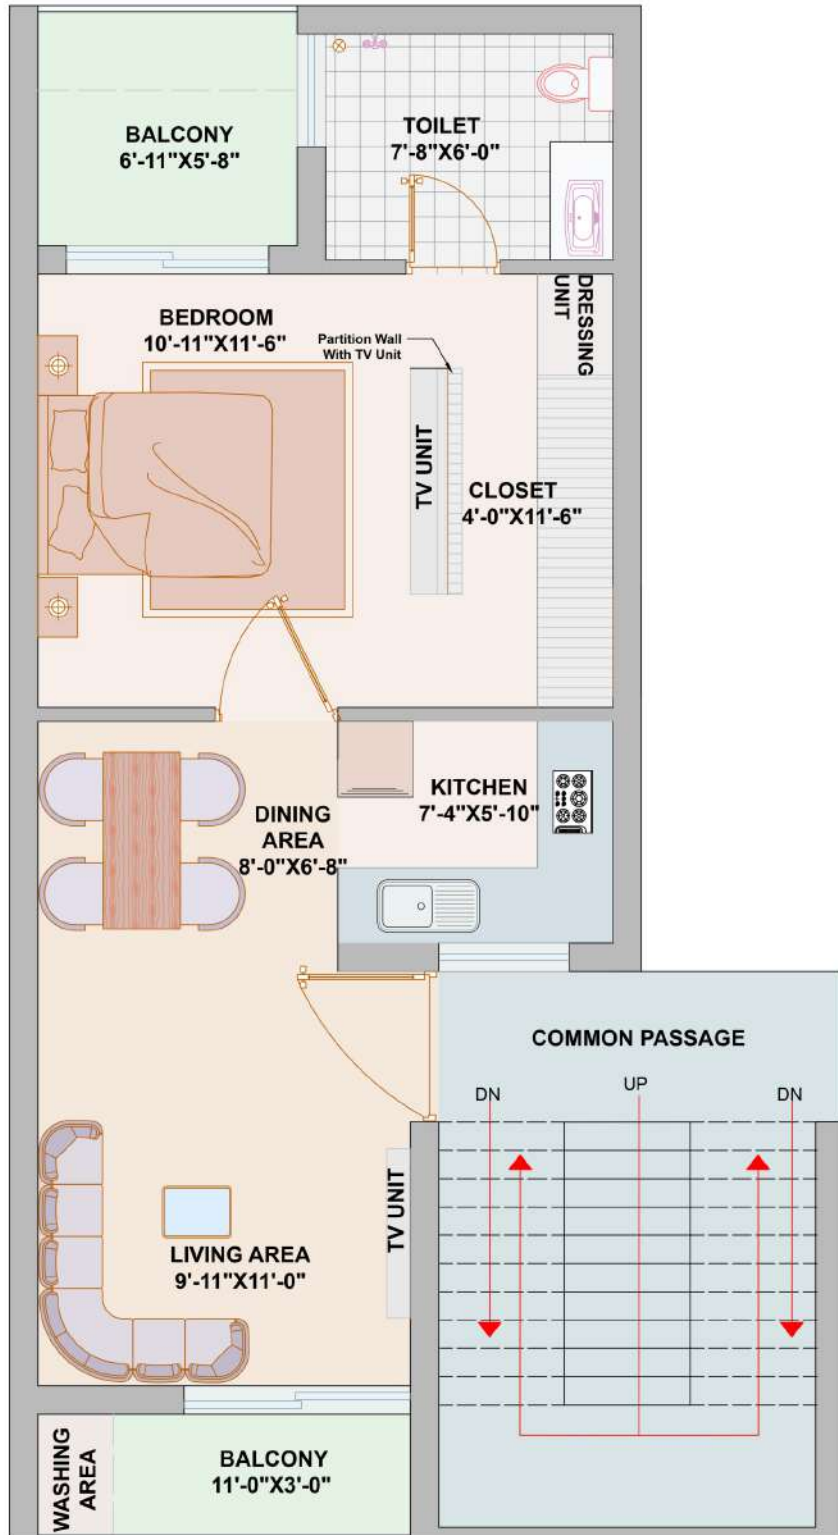 BALCONY
6'-11"X5'-8"
TOILET
7'-8"X6'-0"
DRESSING
UNIT
BEDROOM
10'-11"X11'-6"
Partition Wall
With TV Unit
TV UNIT
CLOSET
4'-0"X11'-6"
KITCHEN
7'-4"X5'-10"
DINING
AREA
8'-0"X6'-8"
COMMON PASSAGE
DN
UP
DN
TV UNIT
LIVING AREA
9'-11"X11'-0"
WASHING
AREA
BALCONY
11'-0"X3'-0"